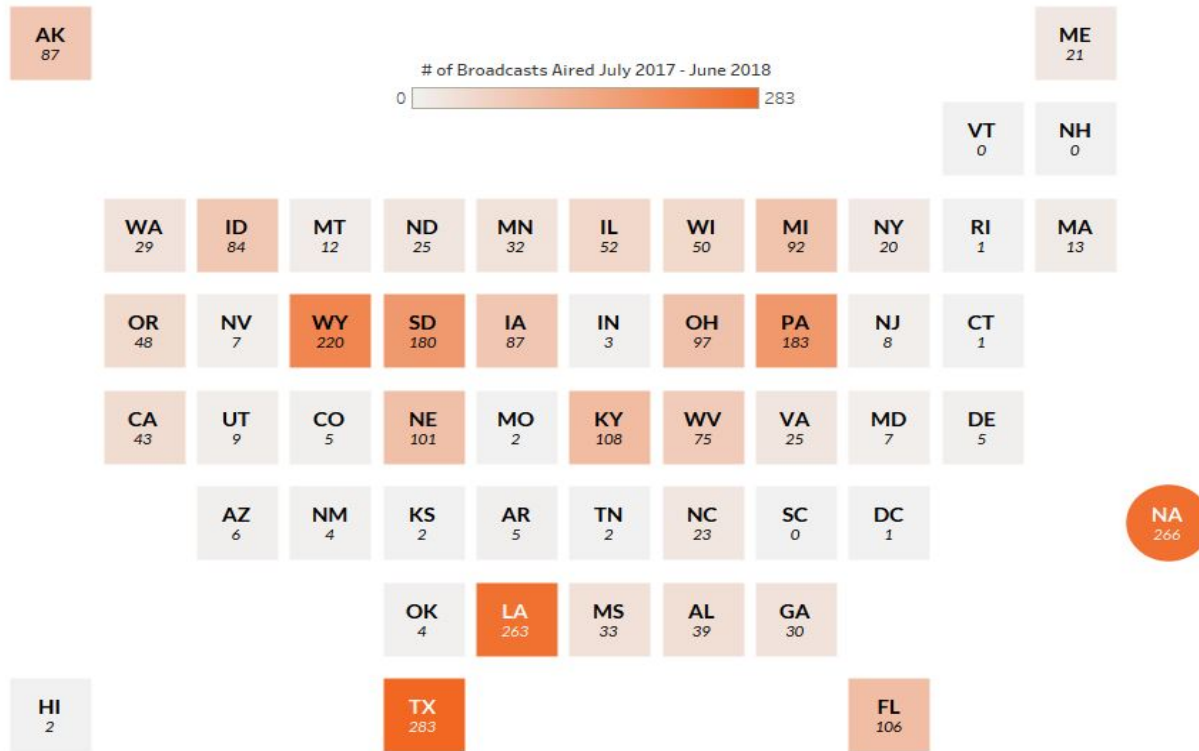 AK
87
ME
21
# of Broadcasts Aired July 2017 - June 2018
0 283
VT NH
0 0
WA ID MT ND MN IL WI MI NY RI MA
29 84 12 25 32 52 50 92 20 1 13
OR NV WY SD IA IN OH PA NJ CT
48 7 220 180 87 3 97 183 8 1
CA UT CO NE MO KY WV VA MD DE
43 9 5 101 2 108 75 25 7 5
AZ NM KS AR TN NC SC DC NA
6 4 2 5 2 23 0 1 266
OK LA MS AL GA
4 263 33 39 30
HI TX FL
2 283 106